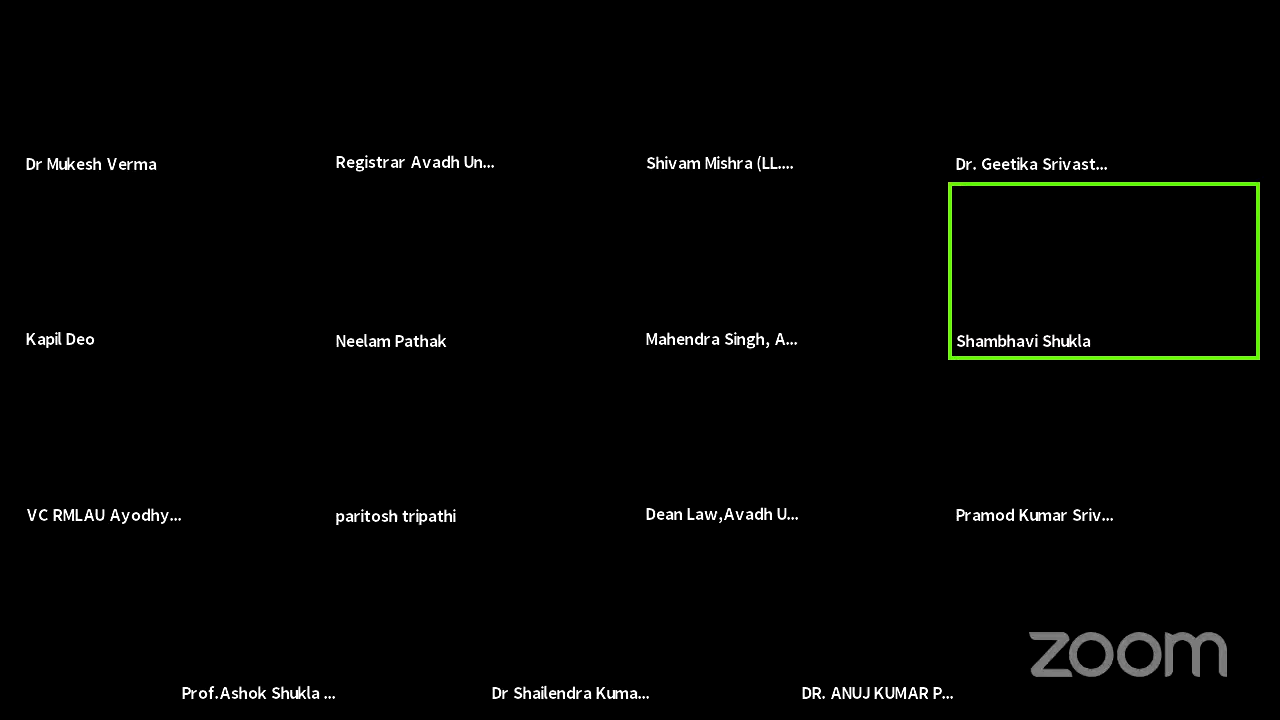 Dr Mukesh Verma
Registrar Avadh Un...
Shivam Mishra (LL....
Dr. Geetika Srivast...
Kapil Deo
Neelam Pathak
Mahendra Singh, A...
Shambhavi Shukla
VC RMLAU Ayodhy...
paritosh tripathi
Dean Law,Avadh U...
Pramod Kumar Sriv...
zoom
Prof.Ashok Shukla ...
Dr Shailendra Kuma...
DR. ANUJ KUMAR P...